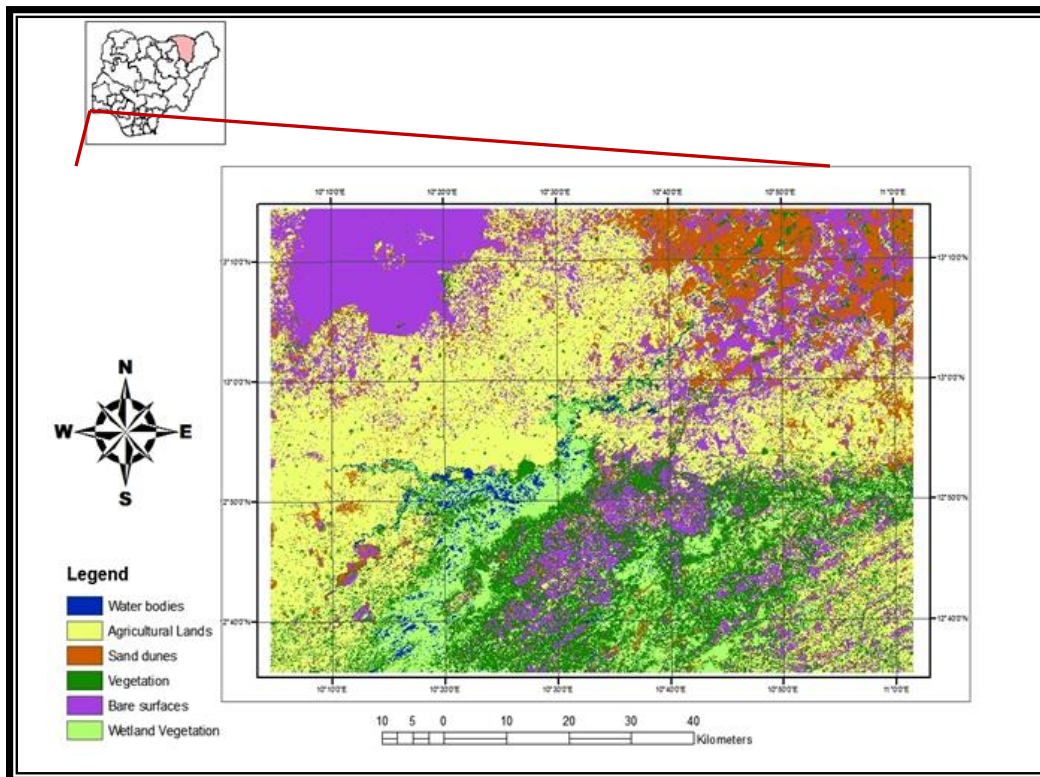 10°10'0"E 10°20'0"E 10°30'0"E 10°40'0"E 10°50'0"E 11°0'0"E
3°10'0"N 13°10'0"N
13°0'0"N 13°0'0"N
2°50'0"N 12°50'0"N
2°40'0"N 12°40'0"N
10°10'0"E 10°20'0"E 10°30'0"E 10°40'0"E 10°50'0"E 11°0'0"E
N
W E
S
Legend
Water bodies
Agricultural Lands
Sand dunes
Vegetation
Bare surfaces
Wetland Vegetation
10 5 0 10 20 30 40
Kilometers